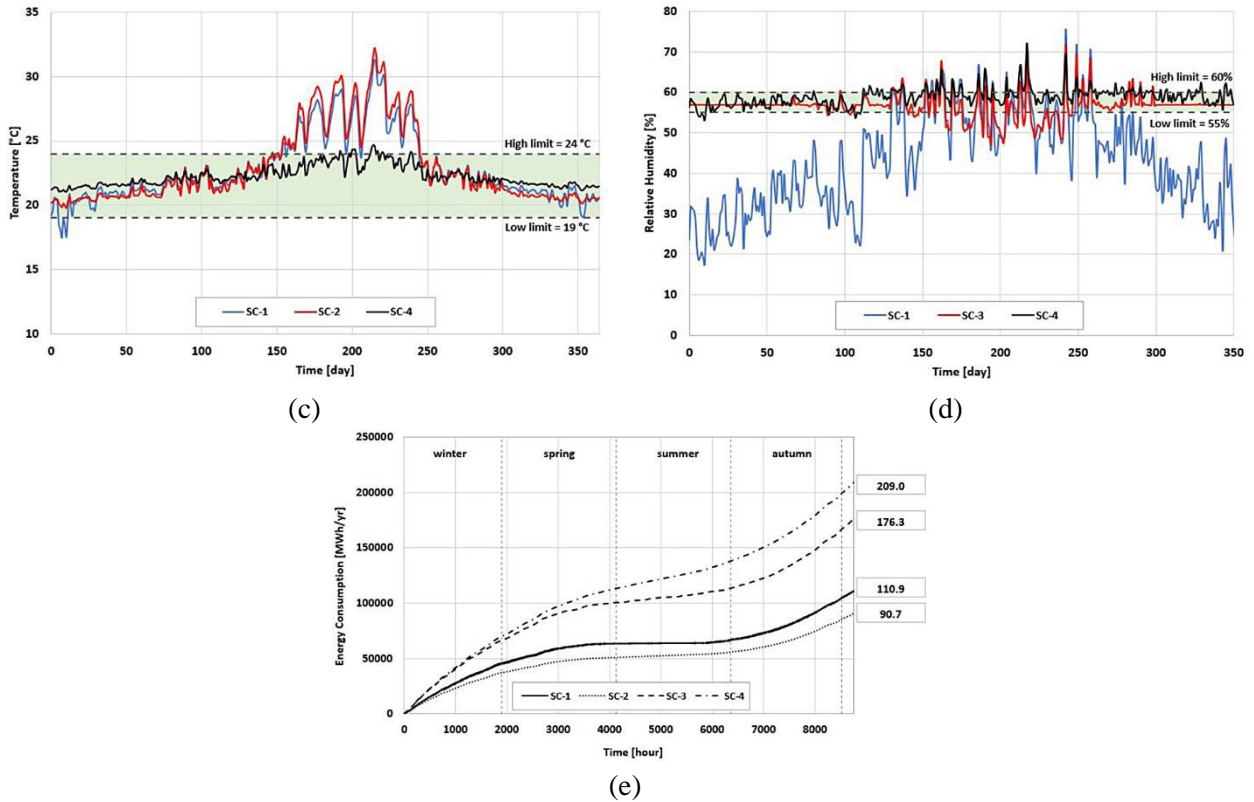 35
30
25
20
15
10
Temperature [°C]
High limit = 24 °C
Low limit = 19 °C
SC-1 SC-2 SC-4
0 50 100 150 200 250 300 350
Time [day]
(c)
80
70
60
50
40
30
20
10
0
Relative Humidity [%]
High limit = 60%
Low limit = 55%
SC-1 SC-3 SC-4
0 50 100 150 200 250 300 350
Time [day]
(d)
250000
200000
150000
100000
50000
0
Energy Consumption [MWh/yr]
winter spring summer autumn
209.0
176.3
110.9
90.7
SC-1 SC-2 SC-3 SC-4
0 1000 2000 3000 4000 5000 6000 7000 8000
Time [hour]
(e)